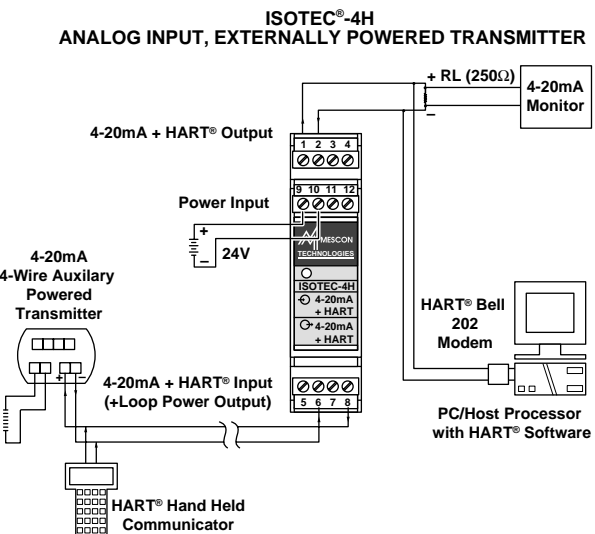 ISOTEC®-4H
ANALOG INPUT, EXTERNALLY POWERED TRANSMITTER
+ RL (250Ω)
–
4-20mA
Monitor
4-20mA + HART® Output
1 2 3 4
9 10 11 12
Power Input
+
–
24V
MESCON
TECHNOLOGIES
ISOTEC-4H
4-20mA
+ HART
4-20mA
+ HART
4-20mA
4-Wire Auxilary
Powered
Transmitter
+ –
HART® Bell
202
Modem
4-20mA + HART® Input
(+Loop Power Output)
5 6 7 8
PC/Host Processor
with HART® Software
HART® Hand Held
Communicator